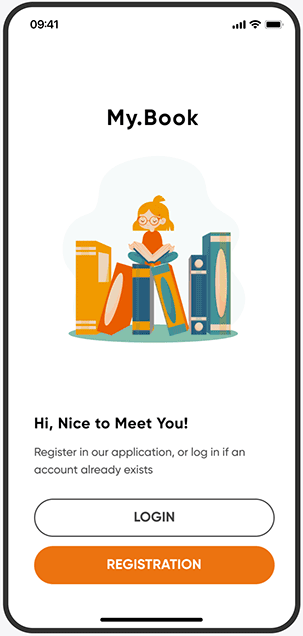 09:41
My.Book
Hi, Nice to Meet You!
Register in our application, or log in if an
account already exists
LOGIN
REGISTRATION